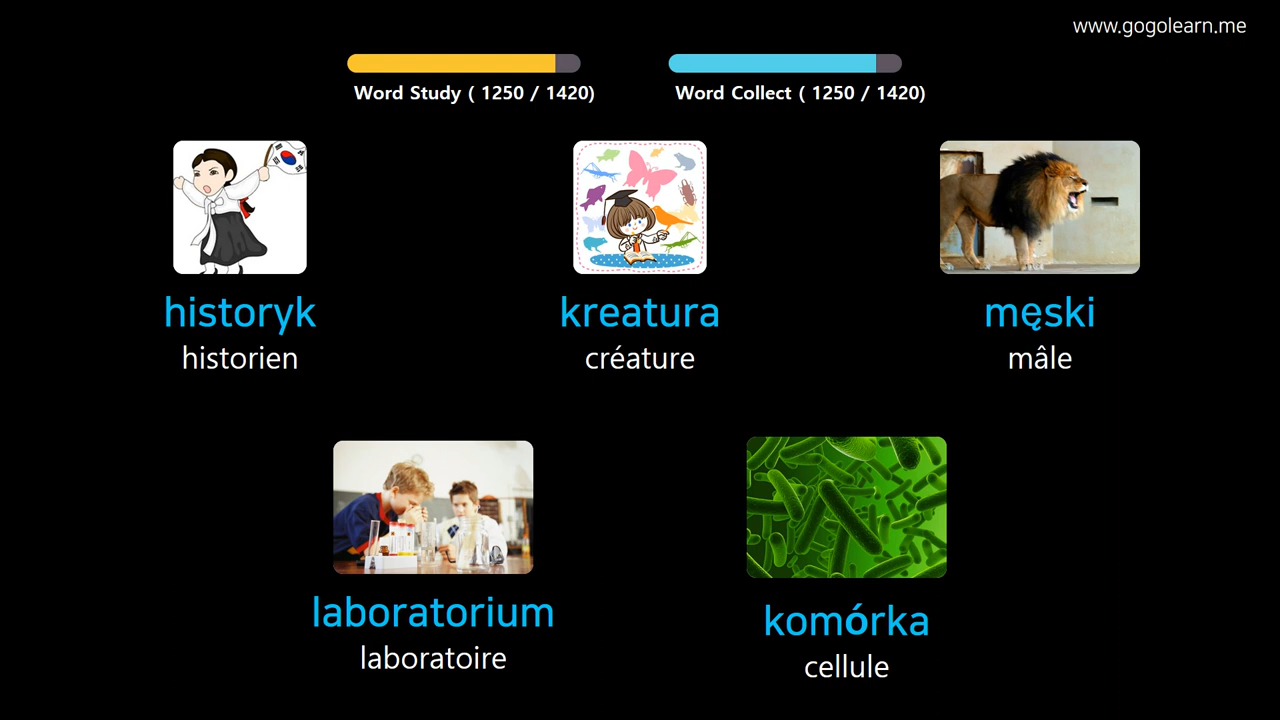 www.gogolearn.me
Word Study ( 1250 / 1420)
Word Collect ( 1250 / 1420)
historyk
historien
kreatura
créature
męski
mâle
laboratorium
laboratoire
komórka
cellule